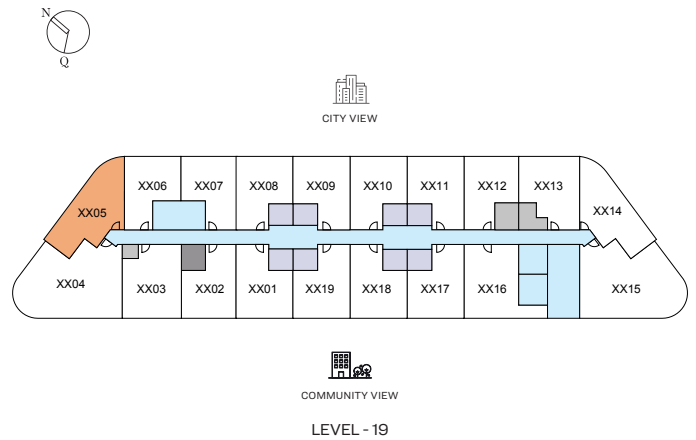 N
Q
CITY VIEW
XX06 XX07 XX08 XX09 XX10 XX11 XX12 XX13
XX05 XX14
XX04 XX03 XX02 XX01 XX19 XX18 XX17 XX16 XX15
COMMUNITY VIEW
LEVEL - 19